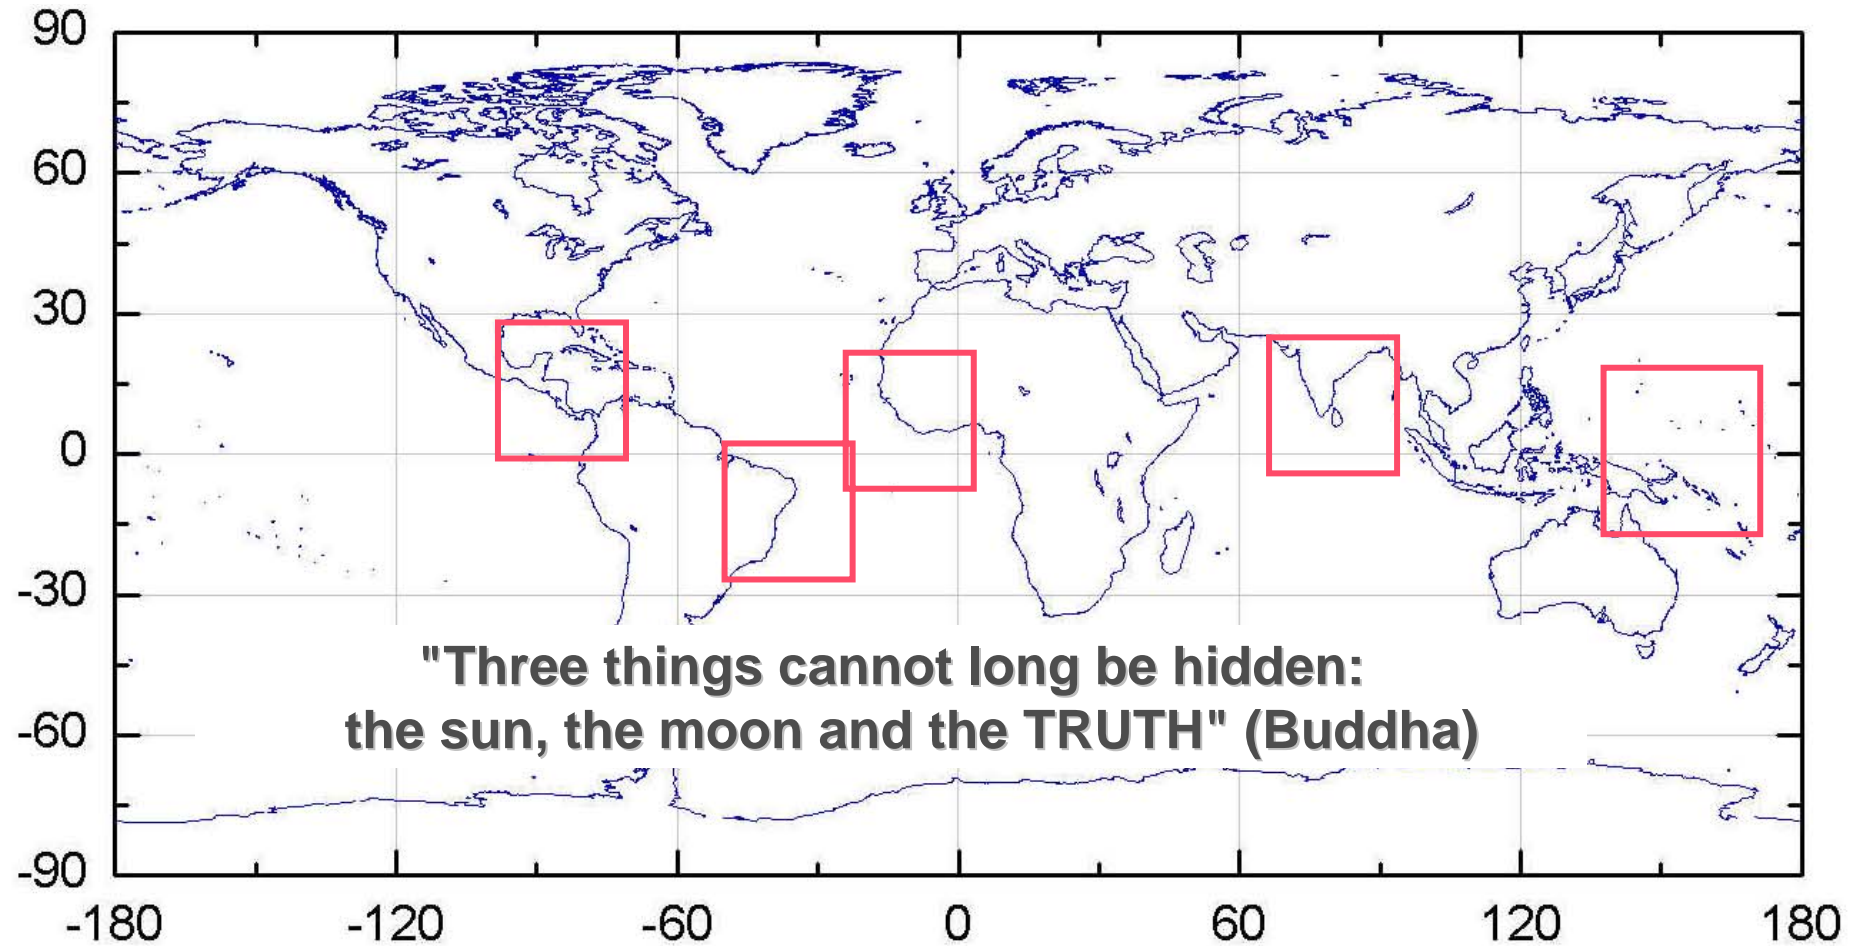 90
60
30
0
-30
-60
-90
"Three things cannot long be hidden:
the sun, the moon and the TRUTH" (Buddha)
-180 -120 -60 0 60 120 180